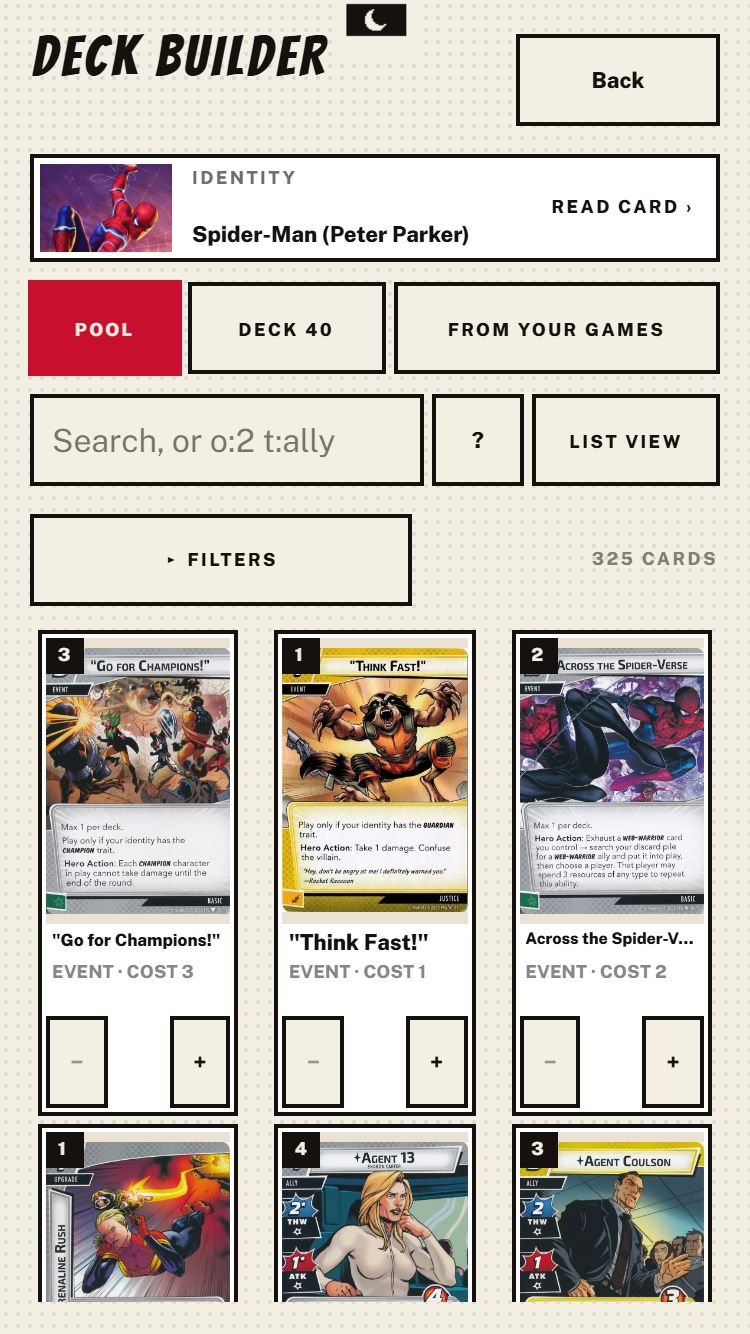 DECK BUILDER
Back
IDENTITY
Spider-Man (Peter Parker)
READ CARD ›
POOL
DECK 40
FROM YOUR GAMES
Search, or o:2 t:ally
?
LIST VIEW
▸ FILTERS
325 CARDS
3
"Go for Champions!"
EVENT
Max 1 per deck.
Play only if your identity has the
CHAMPION trait.
Hero Action: Each CHAMPION character
in play cannot take damage until the
end of the round.
BASIC
"Go for Champions!"
EVENT · COST 3
−
+
1
"Think Fast!"
EVENT
Play only if your identity has the GUARDIAN
trait.
Hero Action: Take 1 damage. Confuse
the villain.
"Hey, don't be angry at me! I definitely warned you."
—Rocket Raccoon
JUSTICE
"Think Fast!"
EVENT · COST 1
−
+
2
Across the Spider-Verse
EVENT
Max 1 per deck.
Hero Action: Exhaust a WEB-WARRIOR card
you control → search your discard pile
for a WEB-WARRIOR ally and put it into play,
then choose a player. That player may
spend 3 resources of any type to repeat
this ability.
BASIC
Across the Spider-V...
EVENT · COST 2
−
+
1
UPGRADE
RENALINE RUSH
4
Agent 13
SHARON CARTER
ALLY
2
THW
1
ATK
4
3
Agent Coulson
ALLY
2
THW
1
ATK
3